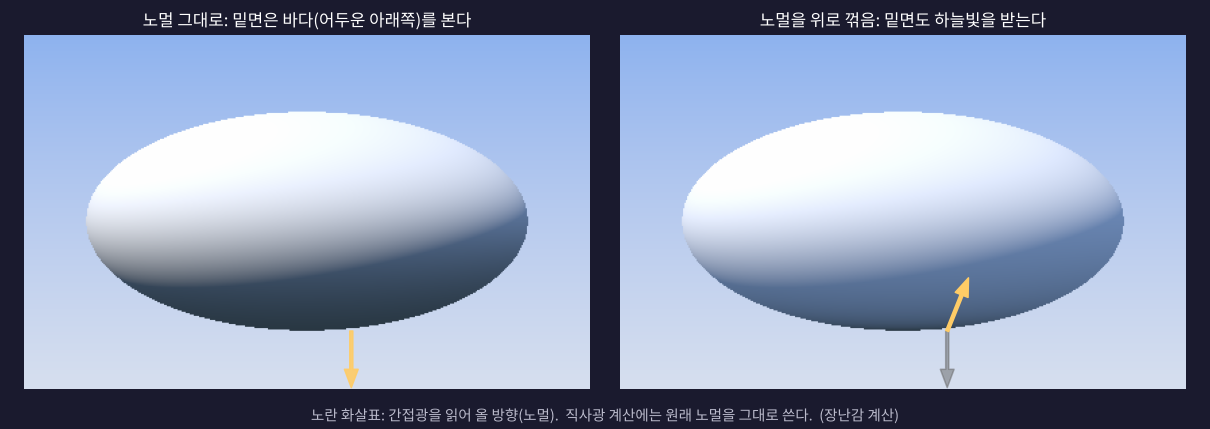 노멀 그대로: 밑면은 바다(어두운 아래쪽)를 본다
노멀을 위로 꺾음: 밑면도 하늘빛을 받는다
노란 화살표: 간접광을 읽어 올 방향(노멀). 직사광 계산에는 원래 노멀을 그대로 쓴다. (장난감 계산)